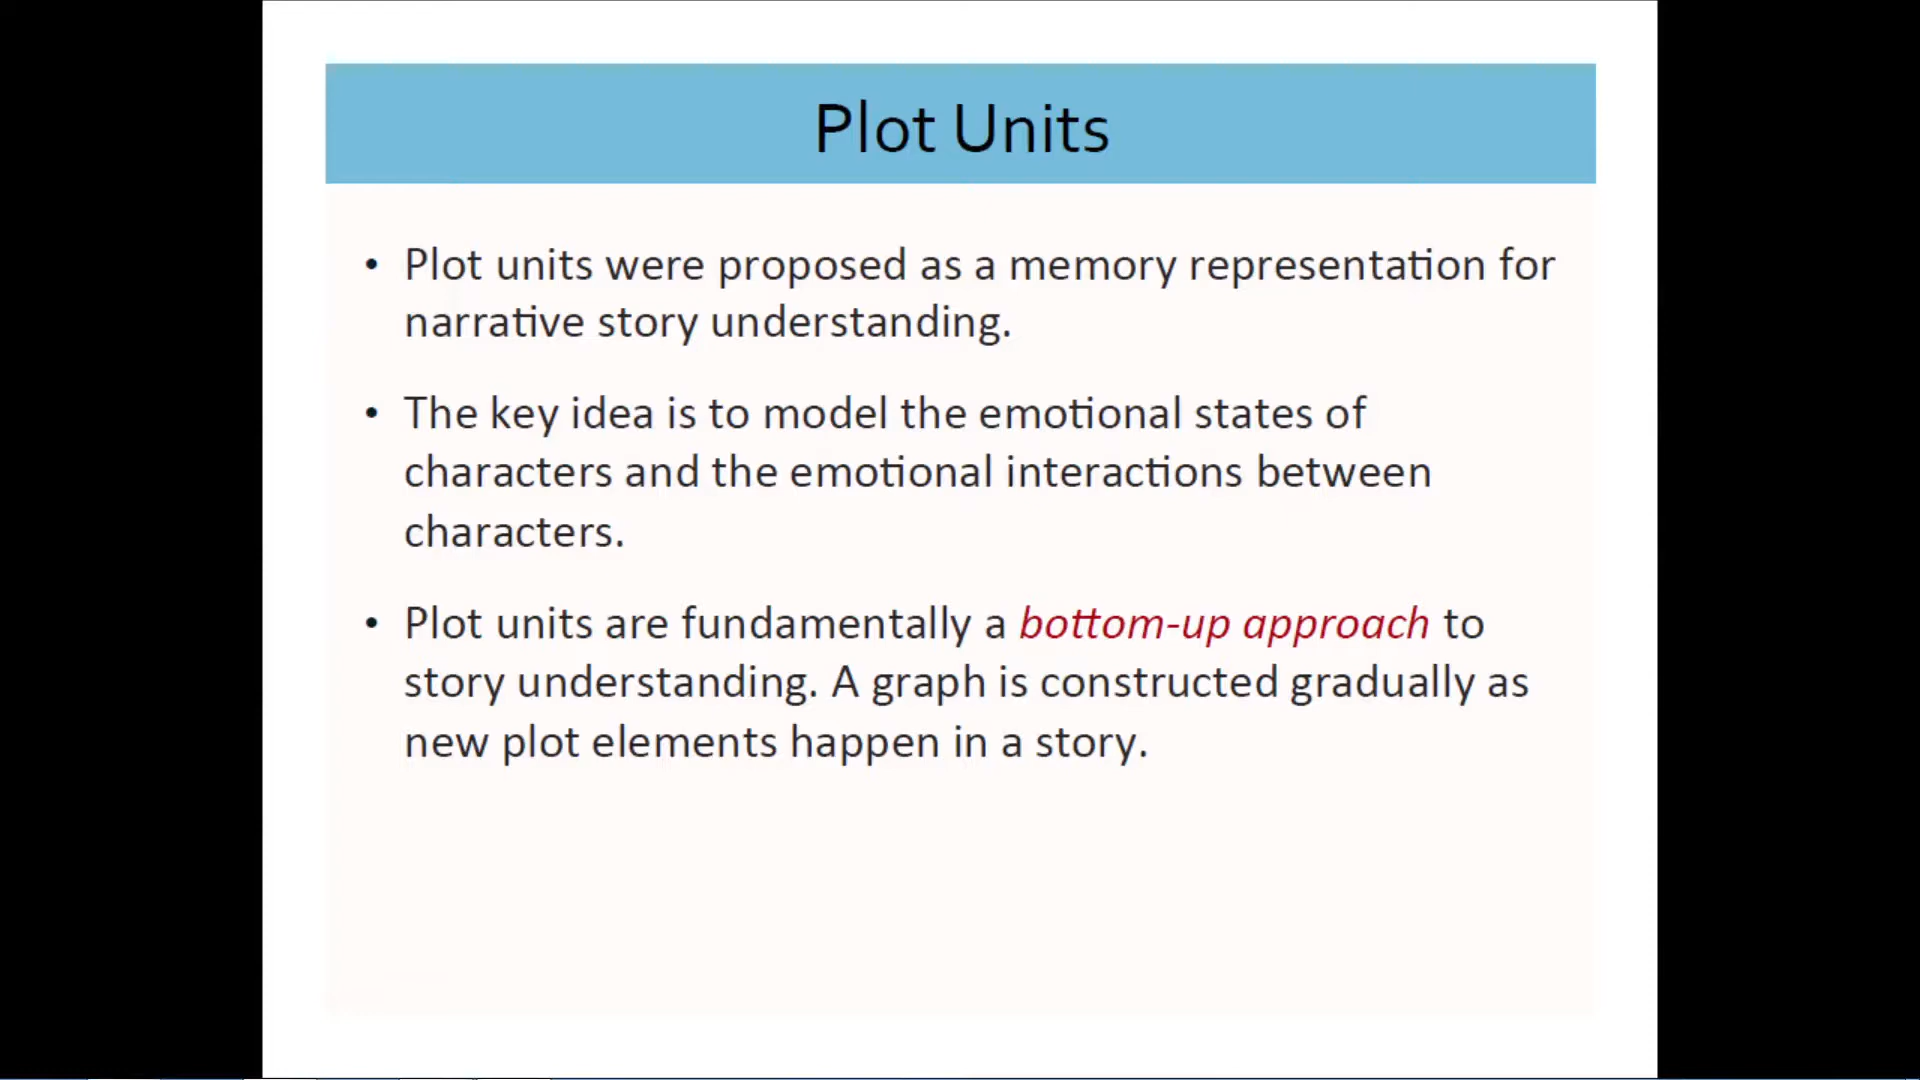 Plot Units
• Plot units were proposed as a memory representation for
narrative story understanding.
• The key idea is to model the emotional states of
characters and the emotional interactions between
characters.
• Plot units are fundamentally a bottom-up approach to
story understanding. A graph is constructed gradually as
new plot elements happen in a story.